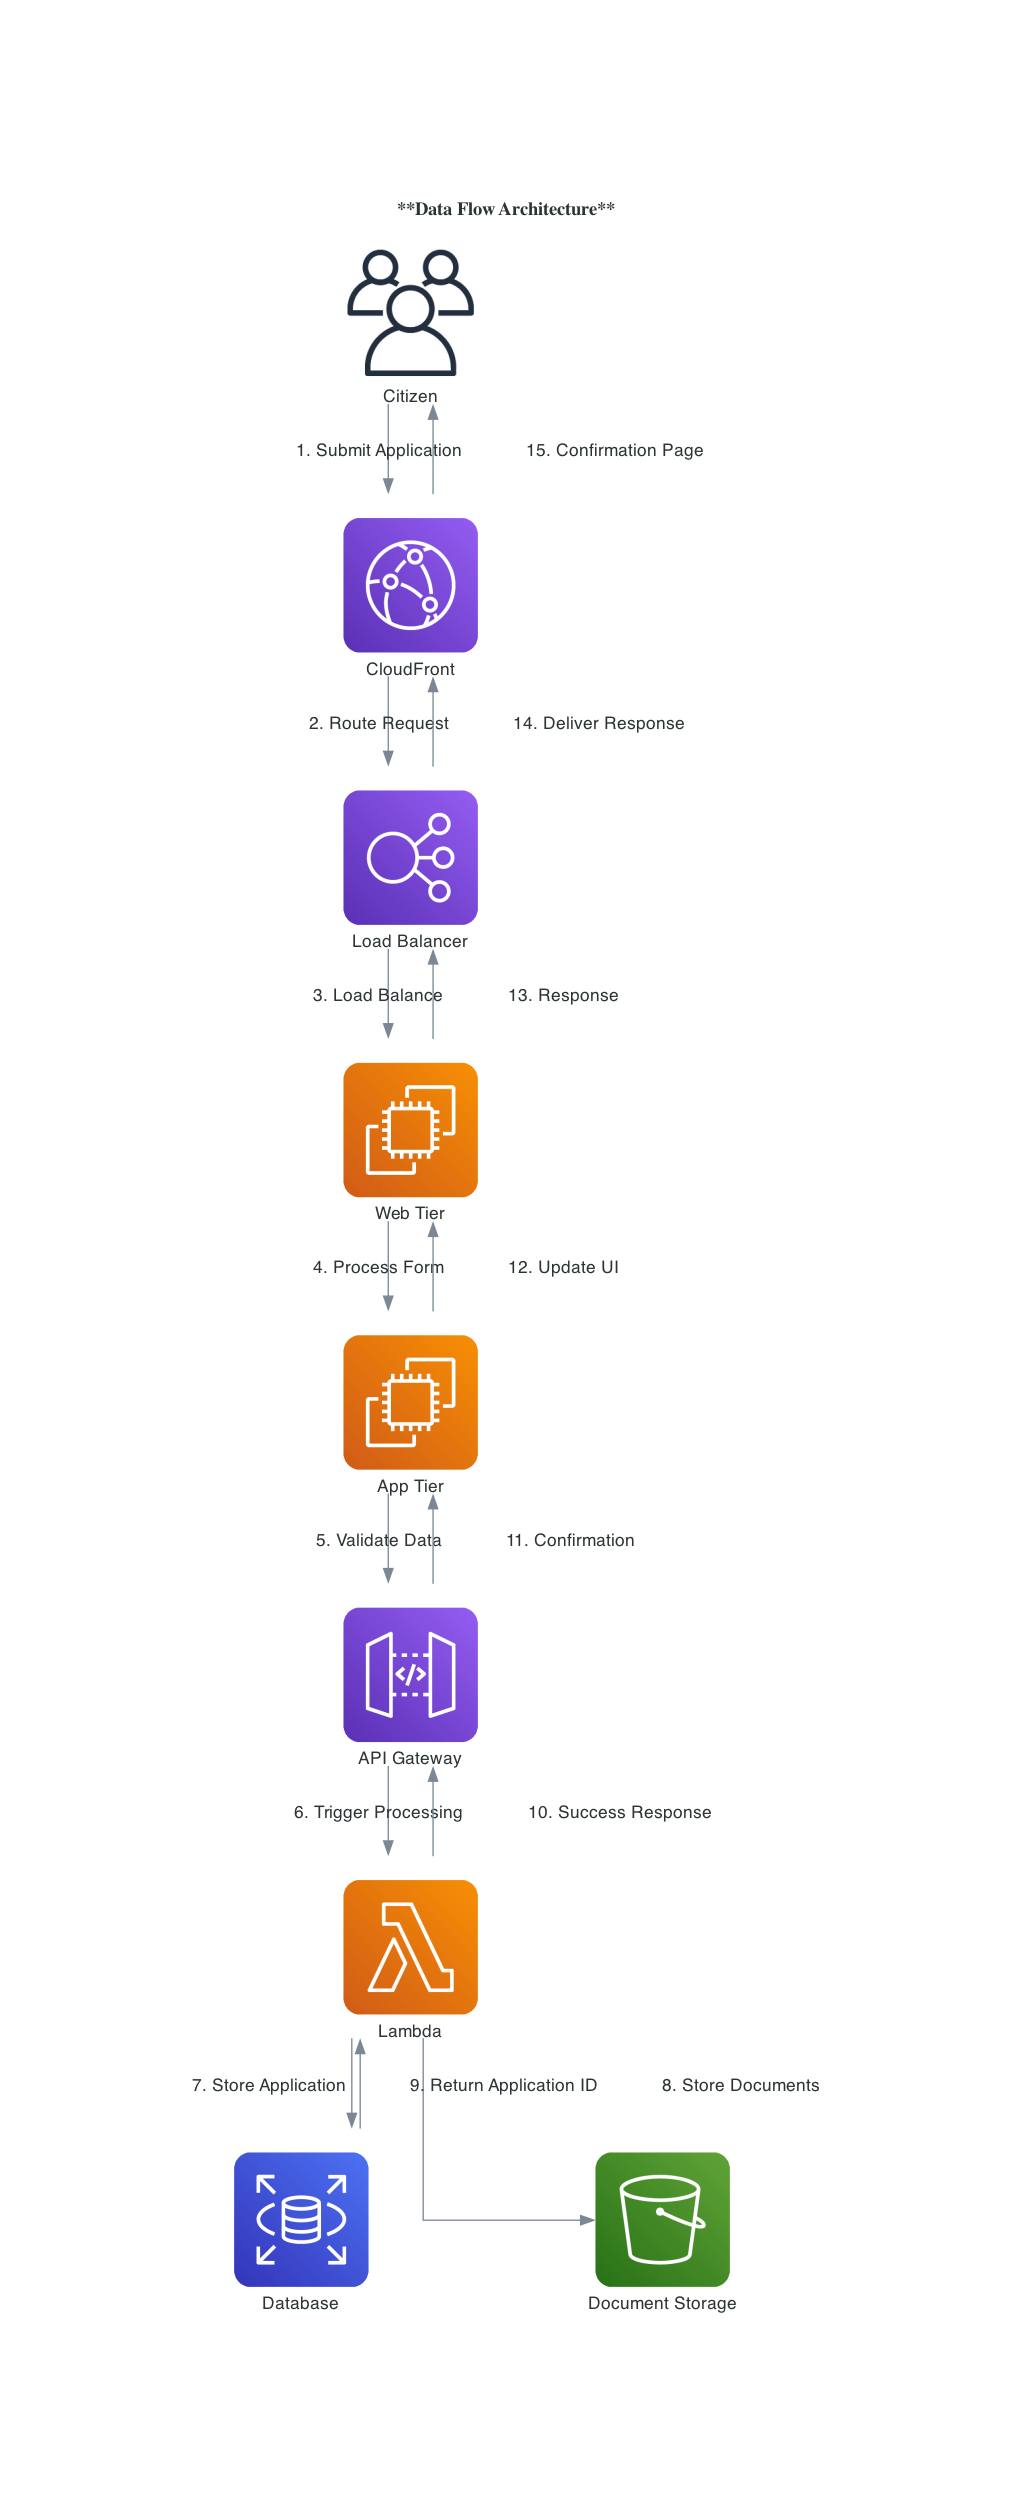 **Data Flow Architecture**
Citizen
1. Submit Application
15. Confirmation Page
CloudFront
2. Route Request
14. Deliver Response
Load Balancer
3. Load Balance
13. Response
Web Tier
4. Process Form
12. Update UI
App Tier
5. Validate Data
11. Confirmation
API Gateway
6. Trigger Processing
10. Success Response
Lambda
7. Store Application
9. Return Application ID
8. Store Documents
Database
Document Storage